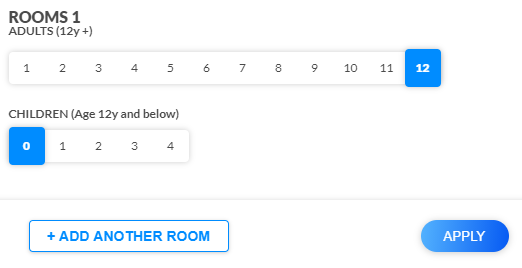 ROOMS 1
ADULTS (12y +)
1 2 3 4 5 6 7 8 9 10 11 12
CHILDREN (Age 12y and below)
0 1 2 3 4
+ ADD ANOTHER ROOM APPLY